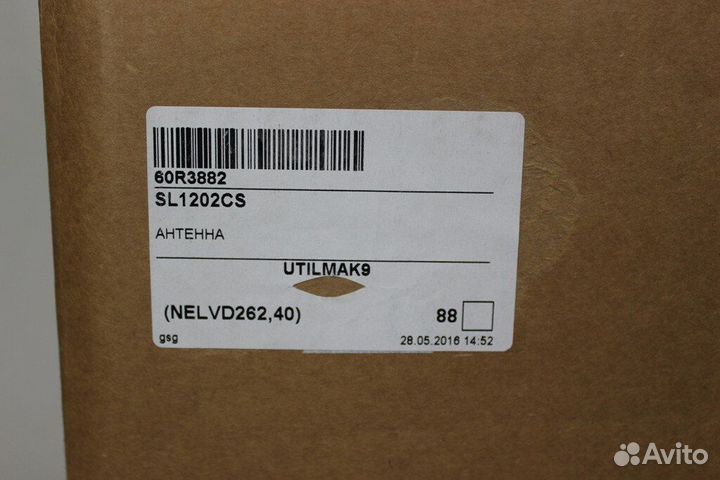 60R3882
SL1202CS
АНТЕННА
UTILMAK9
(NELVD262,40) 88
gsg 28.05.2016 14:52
Avito